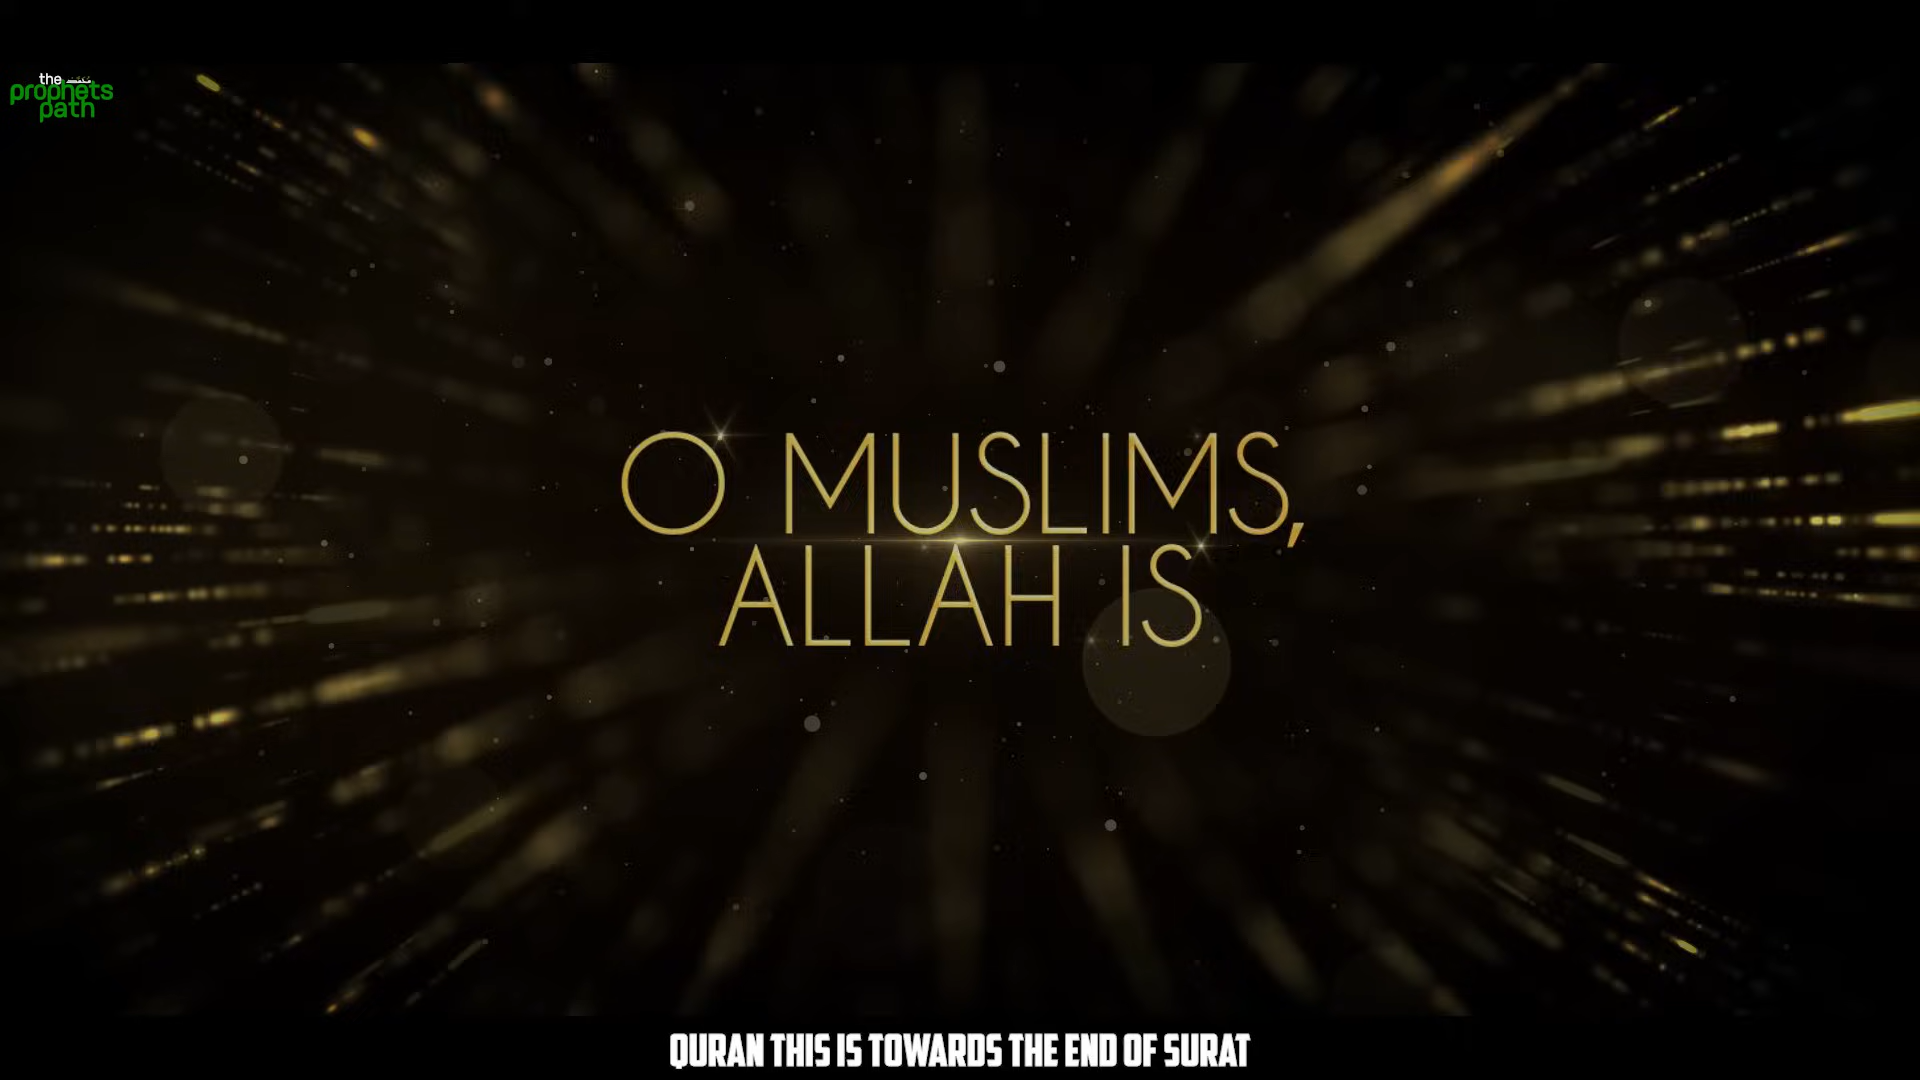 the
prophets
path
O MUSLIMS,
ALLAH IS
QURAN THIS IS TOWARDS THE END OF SURAT